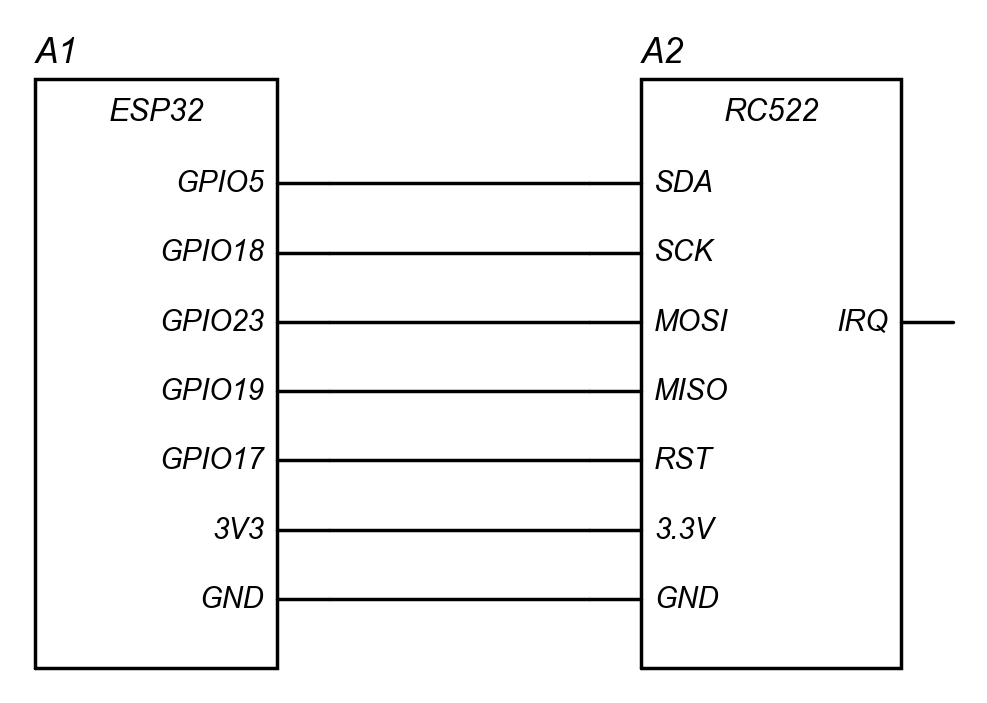 A1
ESP32
GPIO5
GPIO18
GPIO23
GPIO19
GPIO17
3V3
GND
A2
RC522
SDA
SCK
MOSI
IRQ
MISO
RST
3.3V
GND